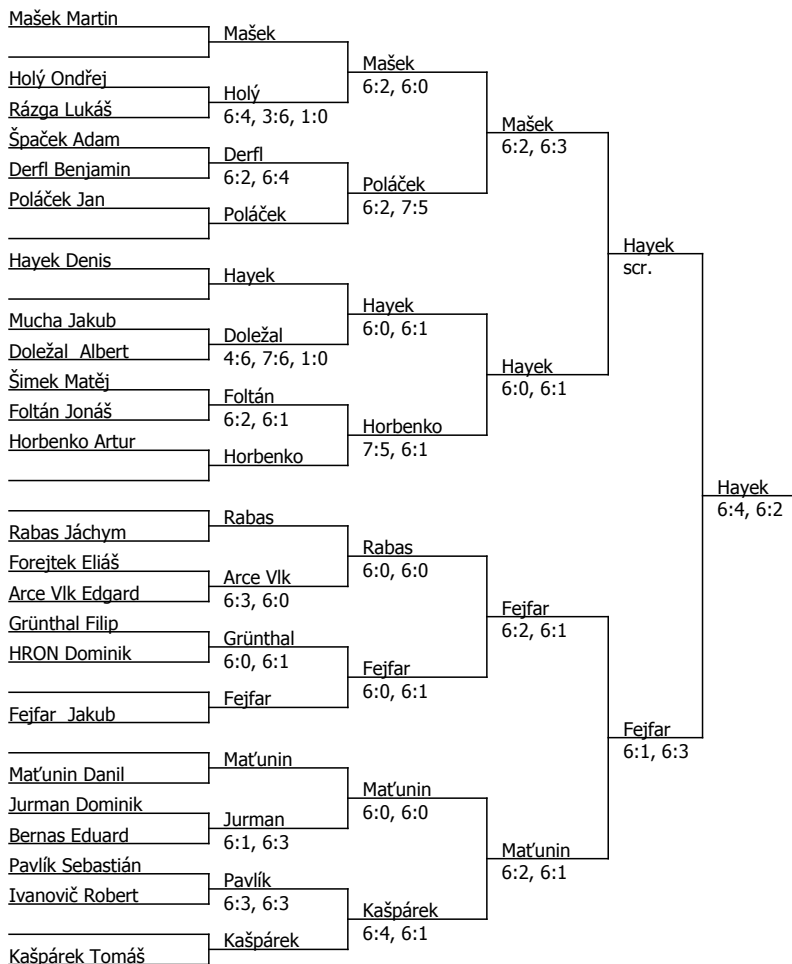 Mašek Martin
Mašek
Mašek
6:2, 6:0
Holý Ondřej
Holý
6:4, 3:6, 1:0
Rázga Lukáš
Mašek
6:2, 6:3
Špaček Adam
Derfl
6:2, 6:4
Derfl Benjamin
Poláček
6:2, 7:5
Poláček Jan
Poláček
Hayek
scr.
Hayek Denis
Hayek
Hayek
6:0, 6:1
Mucha Jakub
Doležal
4:6, 7:6, 1:0
Doležal Albert
Hayek
6:0, 6:1
Šimek Matěj
Foltán
6:2, 6:1
Foltán Jonáš
Horbenko
7:5, 6:1
Horbenko Artur
Horbenko
Hayek
6:4, 6:2
Rabas
Rabas Jáchym
Rabas
6:0, 6:0
Forejtek Eliáš
Arce Vlk
6:3, 6:0
Arce Vlk Edgard
Fejfar
6:2, 6:1
Grünthal Filip
Grünthal
6:0, 6:1
HRON Dominik
Fejfar
6:0, 6:1
Fejfar
Fejfar Jakub
Fejfar
6:1, 6:3
Maťunin
Maťunin Danil
Maťunin
6:0, 6:0
Jurman Dominik
Jurman
6:1, 6:3
Bernas Eduard
Maťunin
6:2, 6:1
Pavlík Sebastián
Pavlík
6:3, 6:3
Ivanovič Robert
Kašpárek
6:4, 6:1
Kašpárek
Kašpárek Tomáš